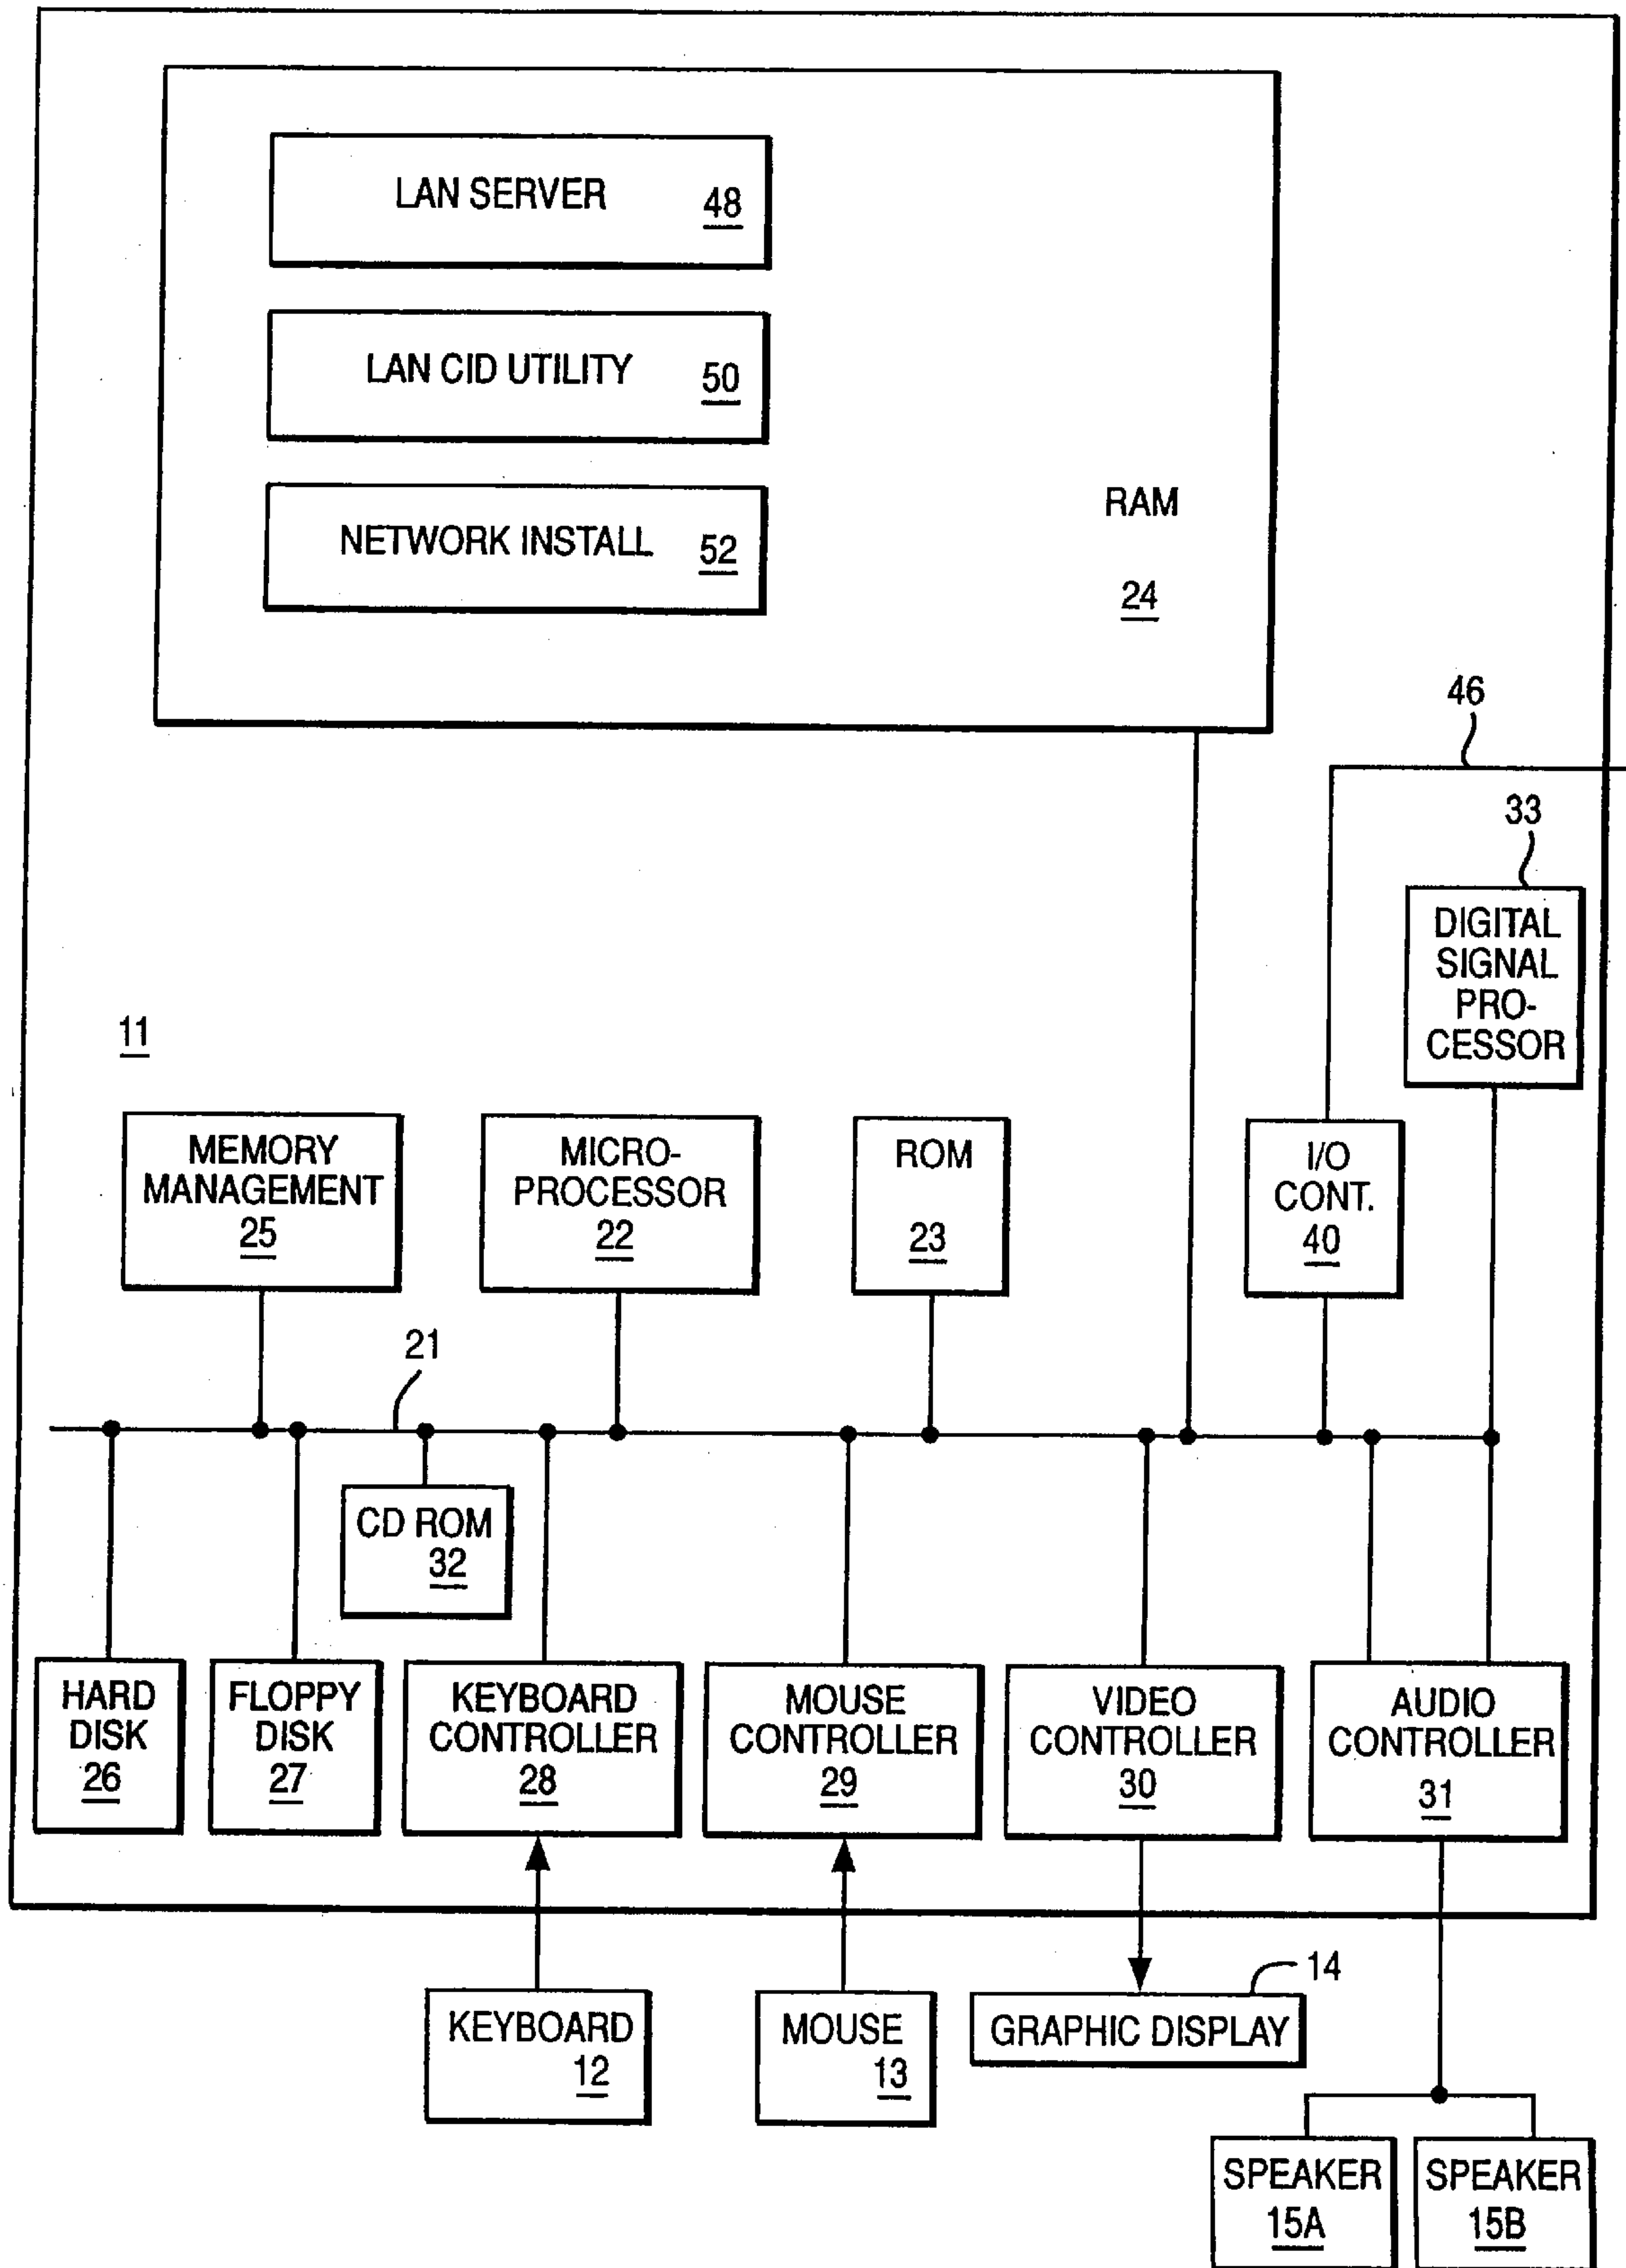 LAN SERVER 48
LAN CID UTILITY 50
NETWORK INSTALL 52
RAM
24
46
33
DIGITAL
SIGNAL
PRO-
CESSOR
11
MEMORY
MANAGEMENT
25
MICRO-
PROCESSOR
22
ROM
23
I/O
CONT.
40
21
CD ROM
32
HARD
DISK
26
FLOPPY
DISK
27
KEYBOARD
CONTROLLER
28
MOUSE
CONTROLLER
29
VIDEO
CONTROLLER
30
AUDIO
CONTROLLER
31
KEYBOARD
12
MOUSE
13
14
GRAPHIC DISPLAY
SPEAKER
15A
SPEAKER
15B